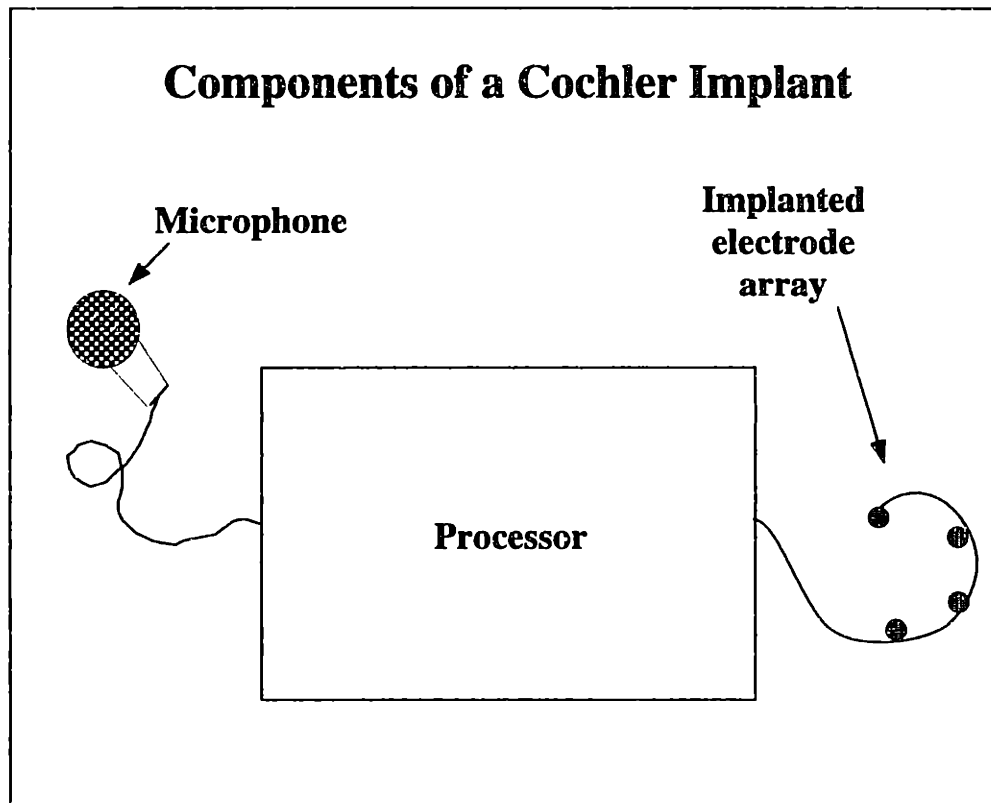 Components of a Cochler Implant
Microphone
Implanted
electrode
array
Processor